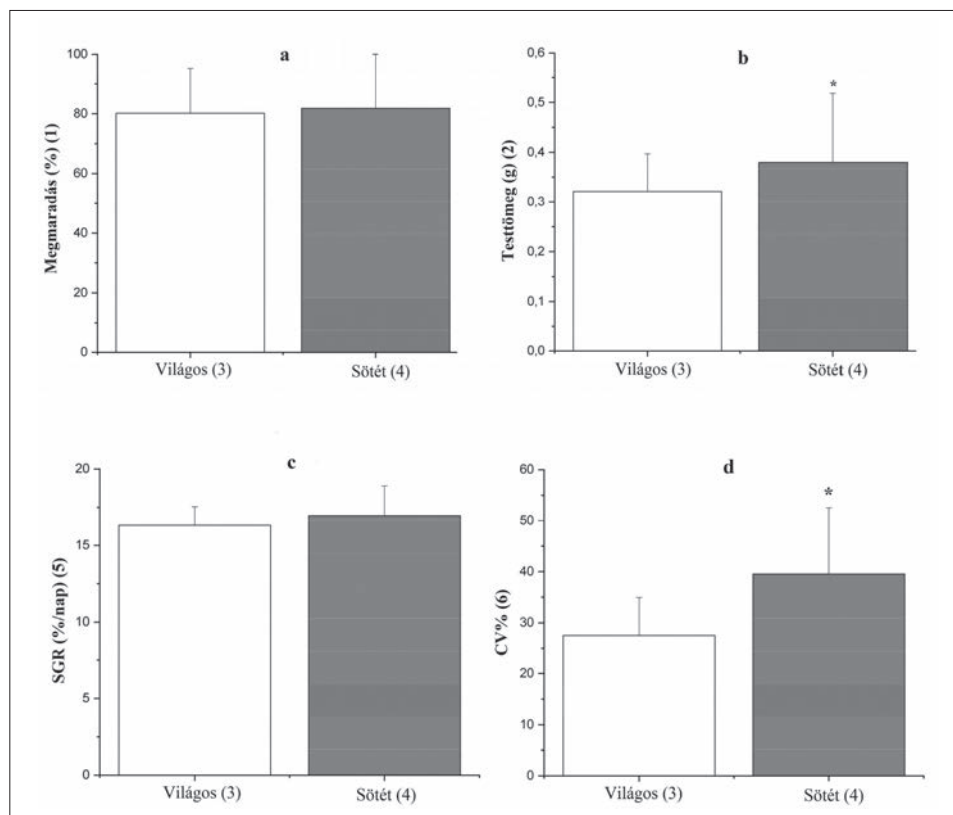 a
Megmaradás (%) (1)
100
80
60
40
20
0
Világos (3)
Sötét (4)
b
Testtömeg (g) (2)
0,6
*
0,5
0,4
0,3
0,2
0,1
0,0
Világos (3)
Sötét (4)
c
SGR (%/nap) (5)
20
15
10
5
0
Világos (3)
Sötét (4)
d
CV% (6)
60
*
50
40
30
20
10
0
Világos (3)
Sötét (4)